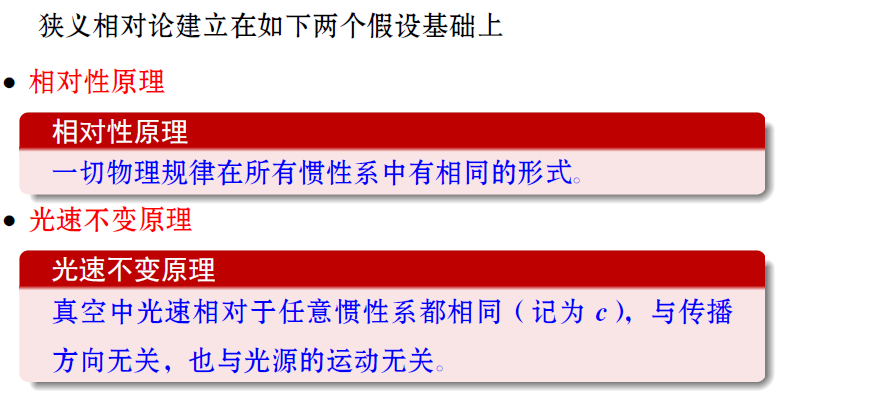 狭义相对论建立在如下两个假设基础上
• 相对性原理
相对性原理
一切物理规律在所有惯性系中有相同的形式。
• 光速不变原理
光速不变原理
真空中光速相对于任意惯性系都相同（记为 c），与传播
方向无关，也与光源的运动无关。